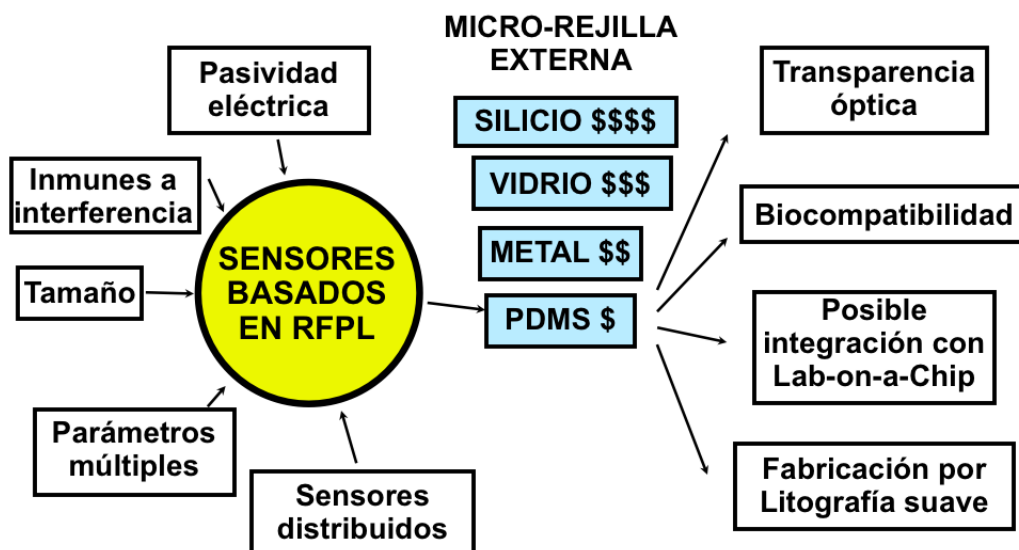 MICRO-REJILLA
EXTERNA
Pasividad
eléctrica
Inmunes a
interferencia
Tamaño
Parámetros
múltiples
Sensores
distribuidos
SENSORES
BASADOS
EN RFPL
SILICIO $$$$
VIDRIO $$$
METAL $$
PDMS $
Transparencia
óptica
Biocompatibilidad
Posible
integración con
Lab-on-a-Chip
Fabricación por
Litografía suave